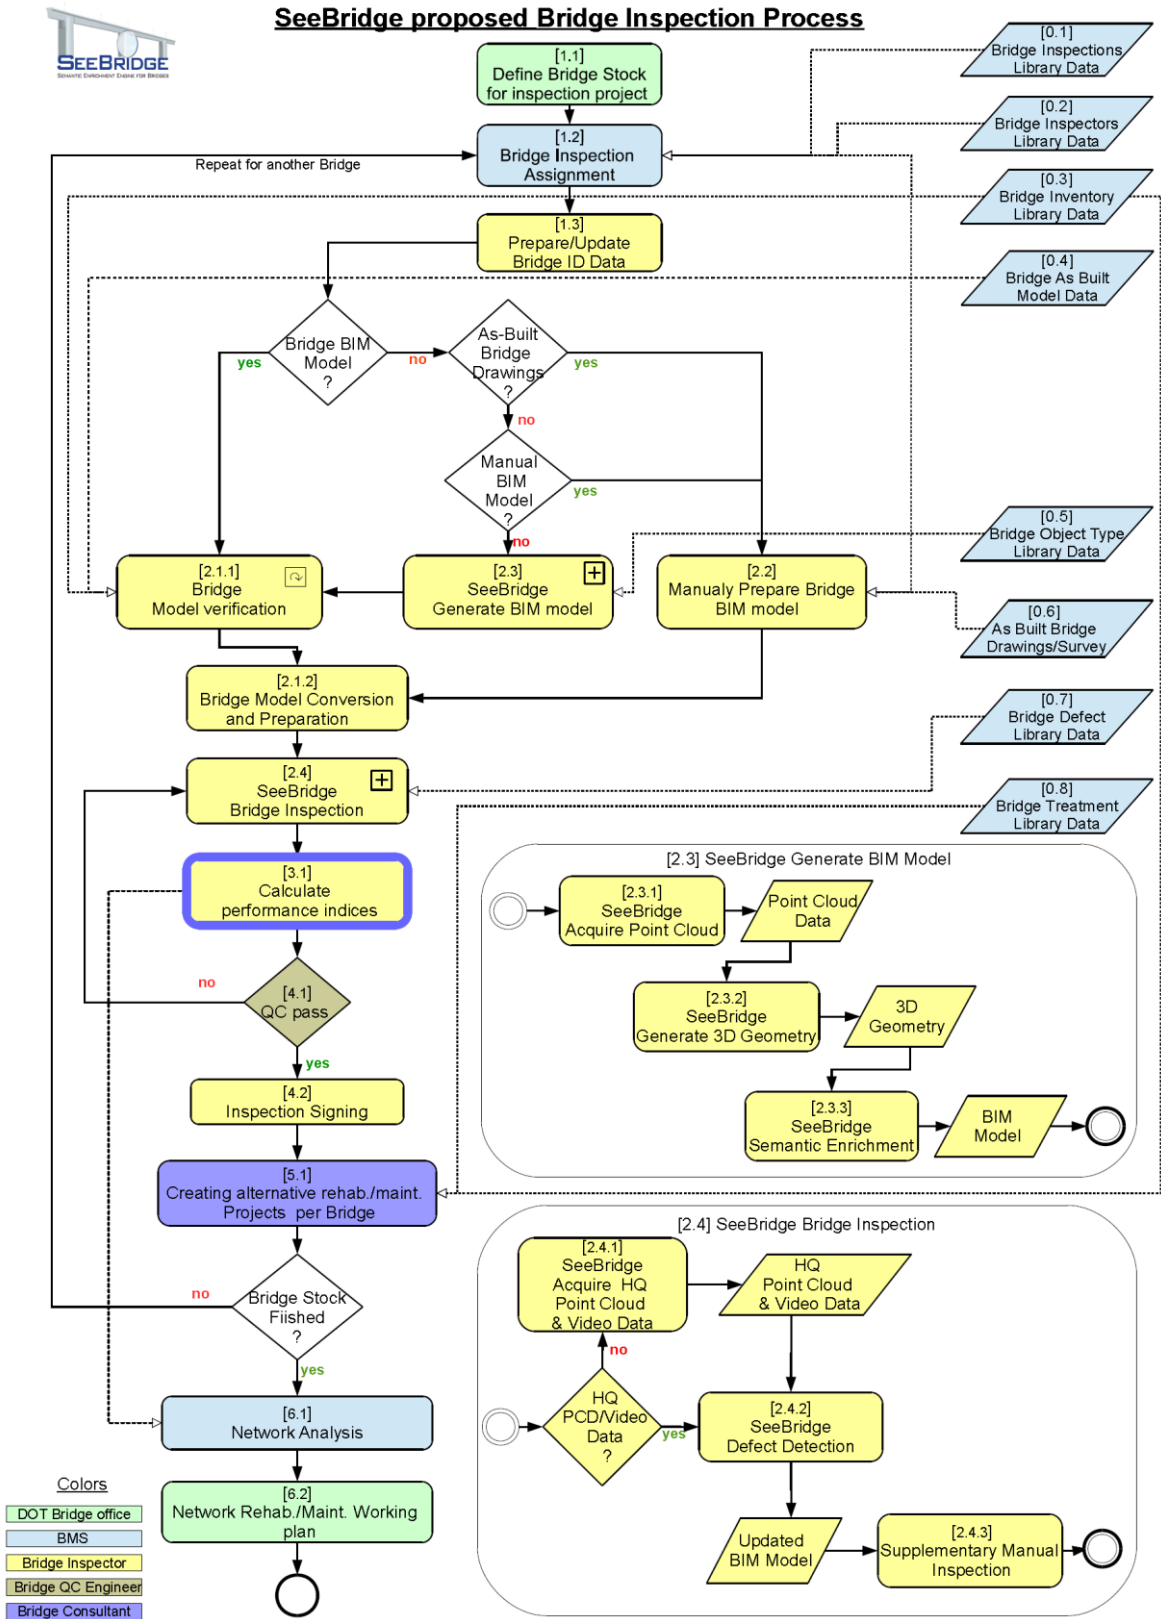 SeeBridge proposed Bridge Inspection Process
SEEBRIDGE
SEMANTIC ENRICHMENT ENGINE FOR BRIDGES
[1.1]
Define Bridge Stock
for inspection project
[0.1]
Bridge Inspections
Library Data
[0.2]
Bridge Inspectors
Library Data
[1.2]
Bridge Inspection
Assignment
Repeat for another Bridge
[0.3]
Bridge Inventory
Library Data
[1.3]
Prepare/Update
Bridge ID Data
[0.4]
Bridge As Built
Model Data
Bridge BIM
Model
?
yes
no
As-Built
Bridge
Drawings
?
yes
no
Manual
BIM
Model
?
yes
no
[0.5]
Bridge Object Type
Library Data
[2.1.1]
Bridge
Model verification
[2.3]
SeeBridge
Generate BIM model
[2.2]
Manualy Prepare Bridge
BIM model
[0.6]
As Built Bridge
Drawings/Survey
[2.1.2]
Bridge Model Conversion
and Preparation
[0.7]
Bridge Defect
Library Data
[2.4]
SeeBridge
Bridge Inspection
[0.8]
Bridge Treatment
Library Data
[3.1]
Calculate
performance indices
[4.1]
QC pass
no
yes
[4.2]
Inspection Signing
[5.1]
Creating alternative rehab./maint.
Projects per Bridge
Bridge Stock
Fiished
?
no
yes
[6.1]
Network Analysis
[6.2]
Network Rehab./Maint. Working
plan
[2.3] SeeBridge Generate BIM Model
[2.3.1]
SeeBridge
Acquire Point Cloud
Point Cloud
Data
[2.3.2]
SeeBridge
Generate 3D Geometry
3D
Geometry
[2.3.3]
SeeBridge
Semantic Enrichment
BIM
Model
[2.4] SeeBridge Bridge Inspection
[2.4.1]
SeeBridge
Acquire HQ
Point Cloud
& Video Data
HQ
Point Cloud
& Video Data
no
HQ
PCD/Video
Data
?
yes
[2.4.2]
SeeBridge
Defect Detection
Updated
BIM Model
[2.4.3]
Supplementary Manual
Inspection
Colors
DOT Bridge office
BMS
Bridge Inspector
Bridge QC Engineer
Bridge Consultant